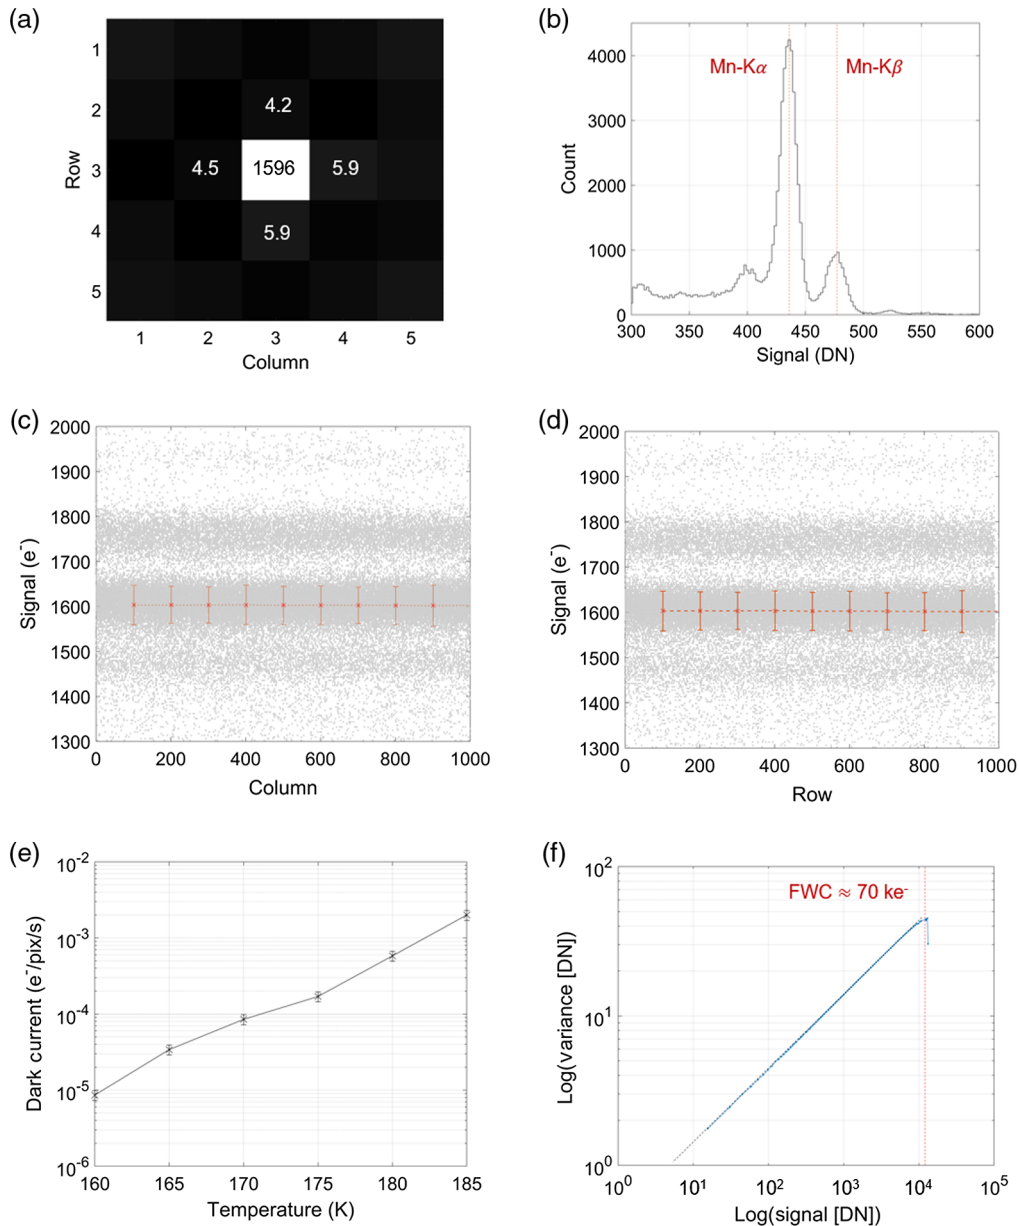 (a)
1
2
3
4
5
Row
4.2
4.5 1596 5.9
5.9
1 2 3 4 5
Column
(b)
4000
3000
2000
1000
0
Count
Mn-Kα Mn-Kβ
300 350 400 450 500 550 600
Signal (DN)
(c)
2000
1900
1800
1700
1600
1500
1400
1300
Signal (e⁻)
0 200 400 600 800 1000
Column
(d)
2000
1900
1800
1700
1600
1500
1400
1300
Signal (e⁻)
0 200 400 600 800 1000
Row
(e)
10⁻²
10⁻³
10⁻⁴
10⁻⁵
10⁻⁶
Dark current (e⁻/pix/s)
160 165 170 175 180 185
Temperature (K)
(f)
10²
10¹
10⁰
Log(variance [DN])
FWC ≈ 70 ke⁻
10⁰ 10¹ 10² 10³ 10⁴ 10⁵
Log(signal [DN])